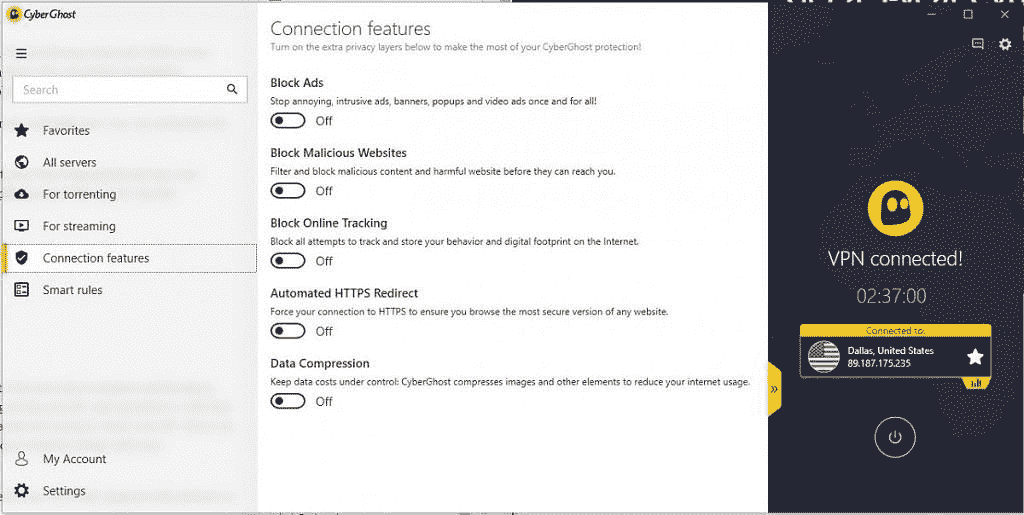 CyberGhost
Search
Favorites
All servers
For torrenting
For streaming
Connection features
Smart rules
My Account
Settings
Connection features
Turn on the extra privacy layers below to make the most of your CyberGhost protection!
Block Ads
Stop annoying, intrusive ads, banners, popups and video ads once and for all!
Off
Block Malicious Websites
Filter and block malicious content and harmful website before they can reach you.
Off
Block Online Tracking
Block all attempts to track and store your behavior and digital footprint on the Internet.
Off
Automated HTTPS Redirect
Force your connection to HTTPS to ensure you browse the most secure version of any website.
Off
Data Compression
Keep data costs under control: CyberGhost compresses images and other elements to reduce your internet usage.
Off
VPN connected!
02:37:00
Connected to:
Dallas, United States
89.187.175.235